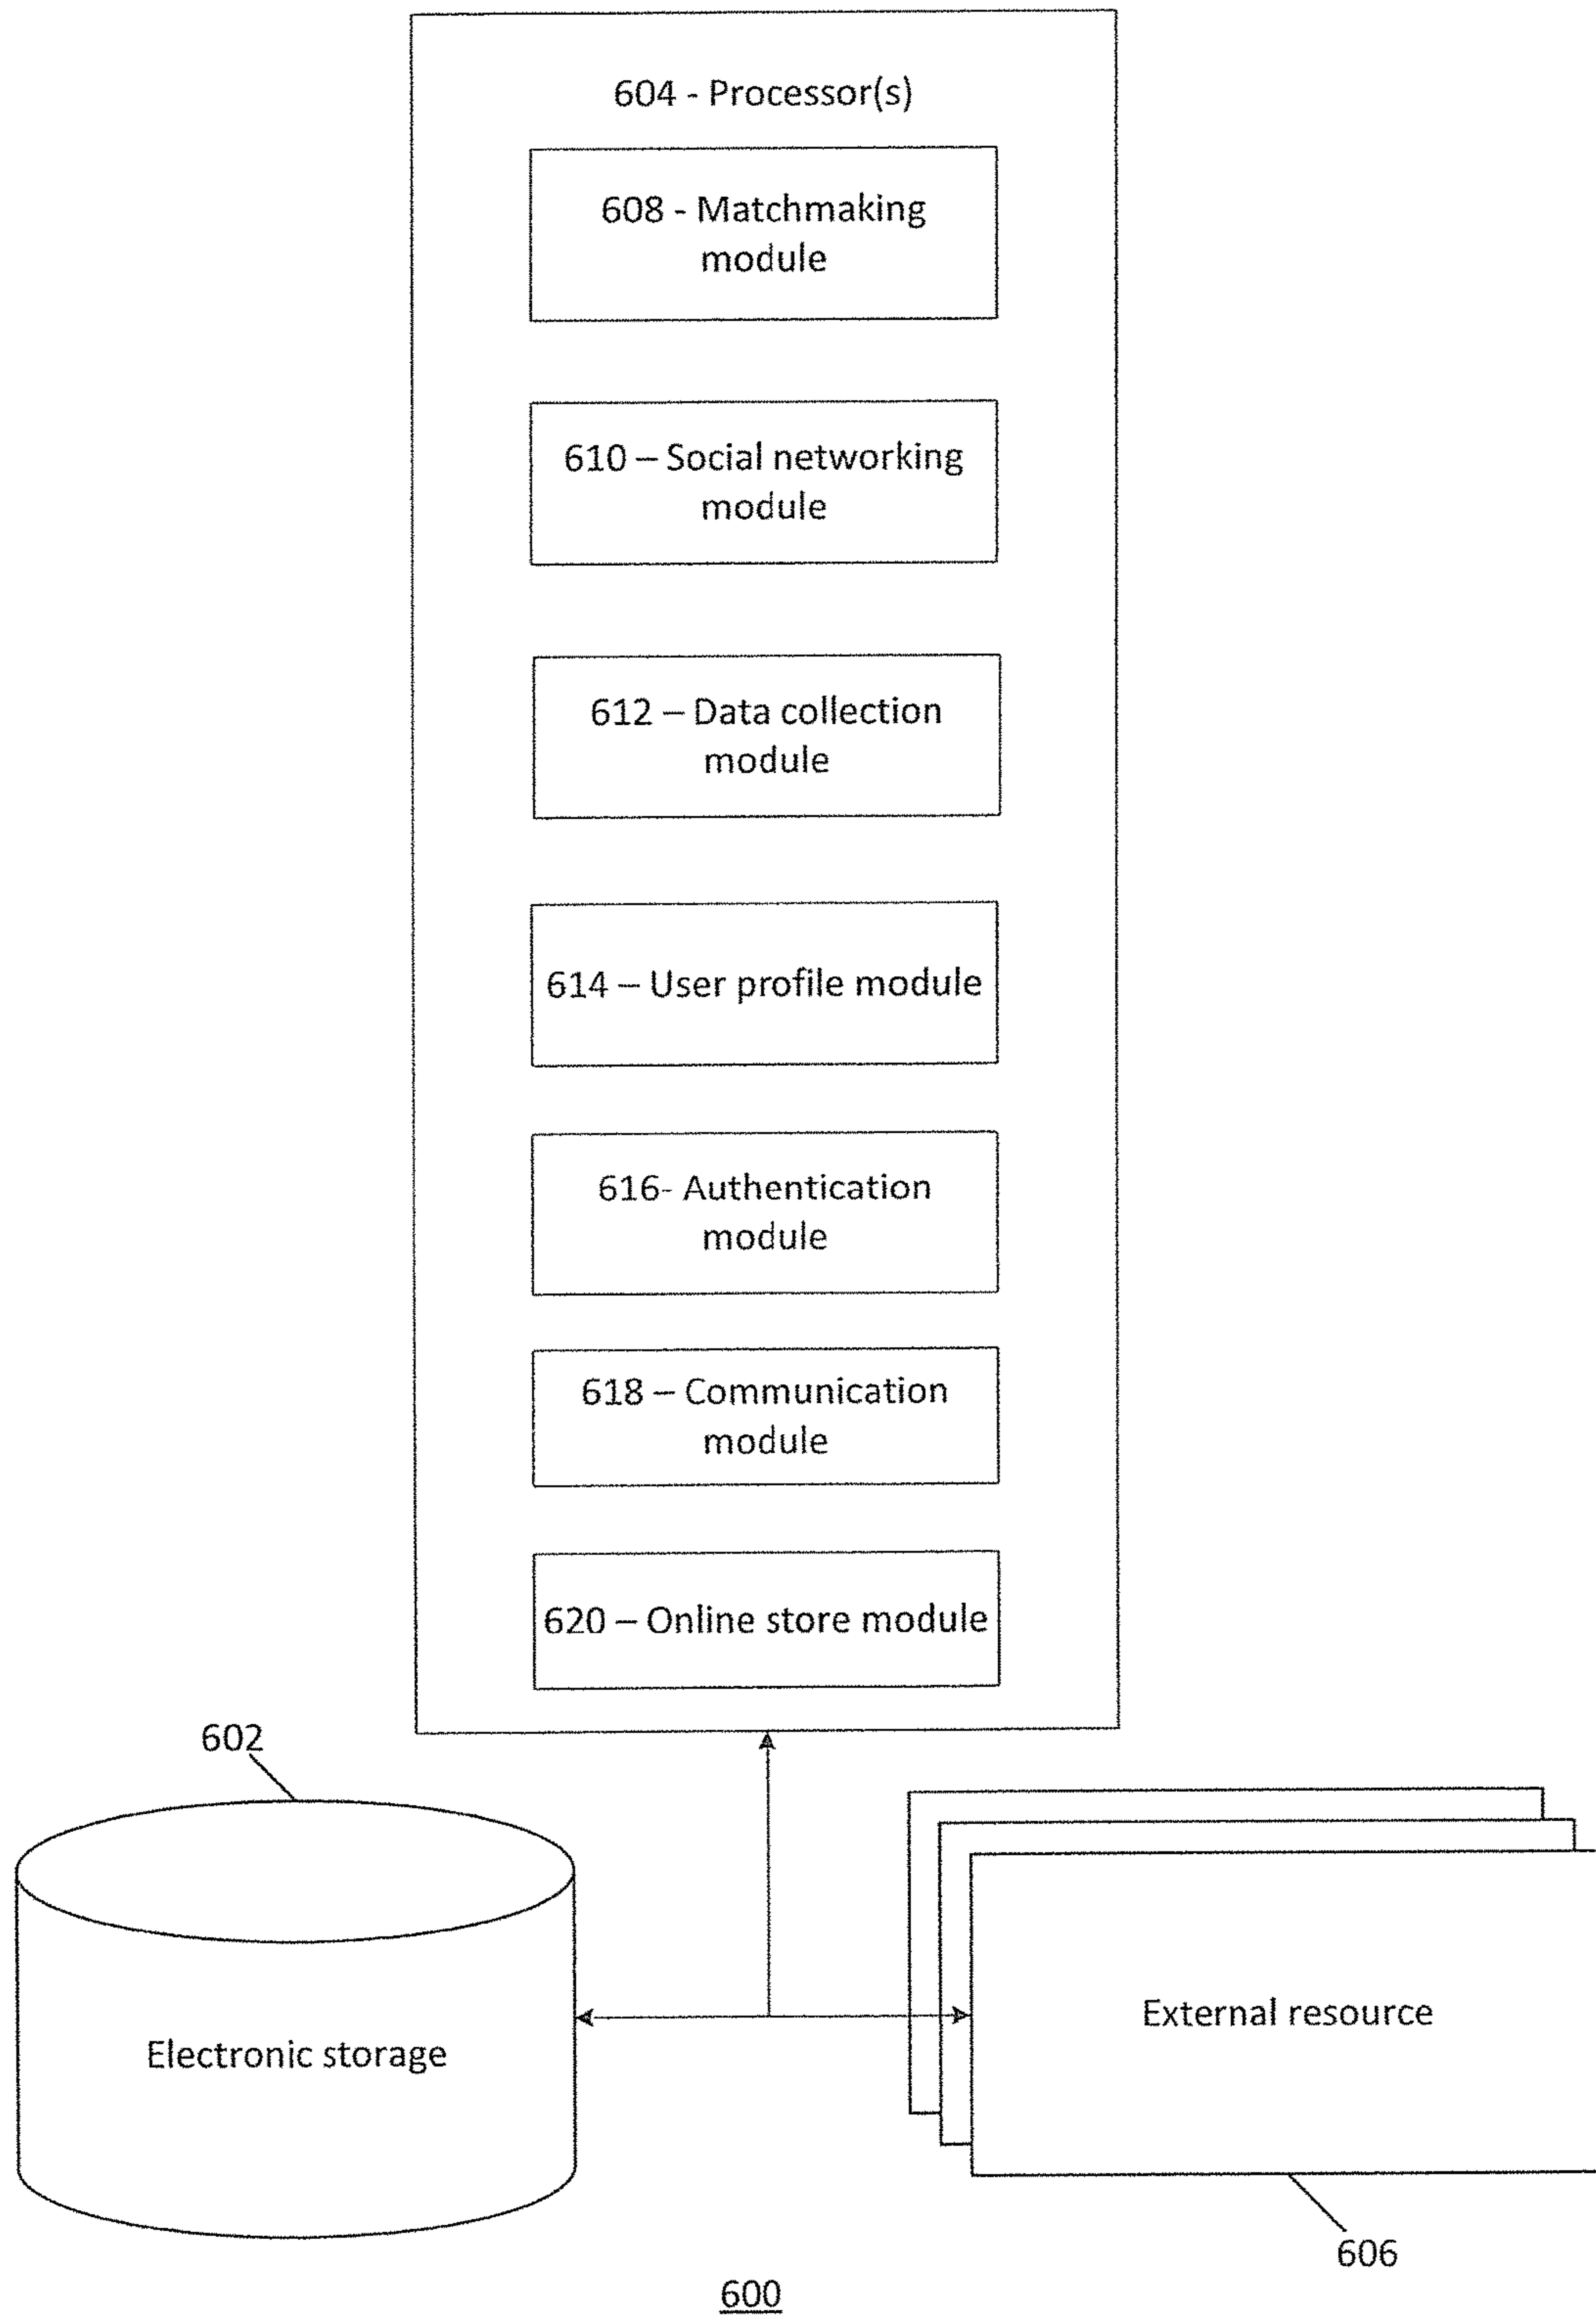 604 - Processor(s)
608 - Matchmaking
module
610 – Social networking
module
612 – Data collection
module
614 – User profile module
616- Authentication
module
618 – Communication
module
620 – Online store module
602
Electronic storage
External resource
606
600